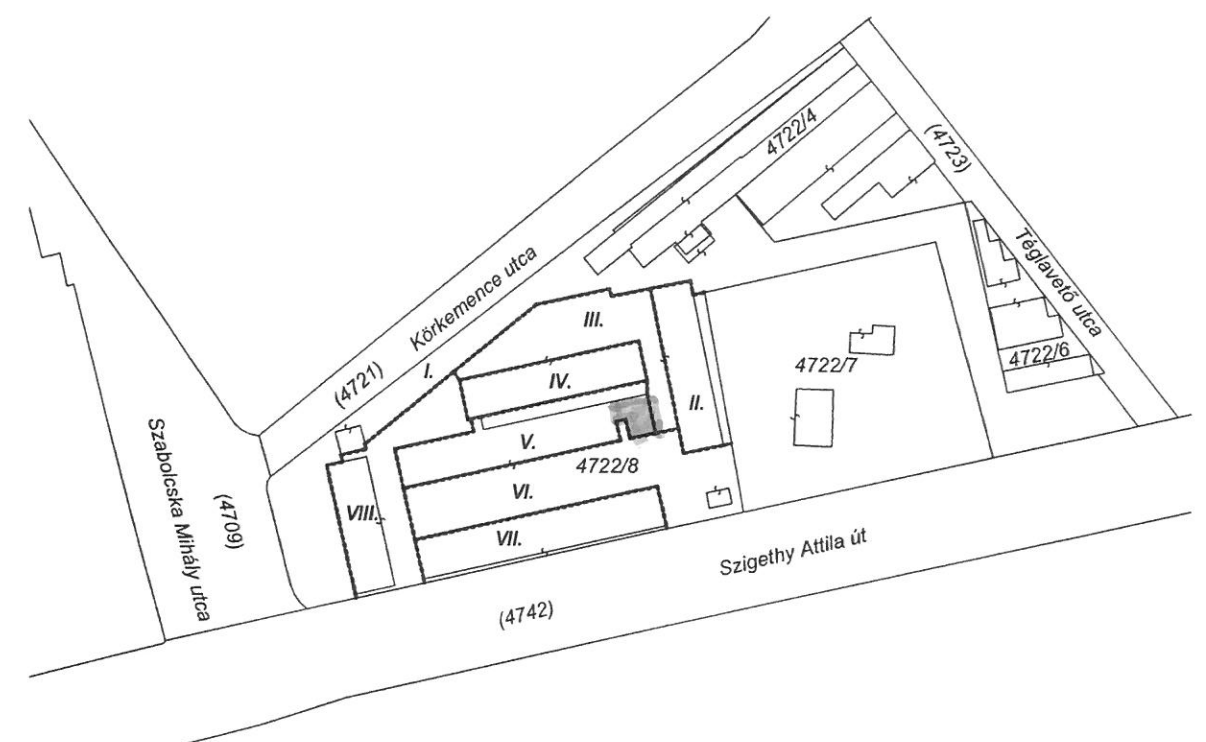 4722/4
(4723)
Téglavető utca
Körkemence utca
(4721)
I.
III.
IV.
II.
4722/7
4722/6
V.
4722/8
VI.
VIII.
VII.
Szabolcska Mihály utca
(4709)
Szigethy Attila út
(4742)